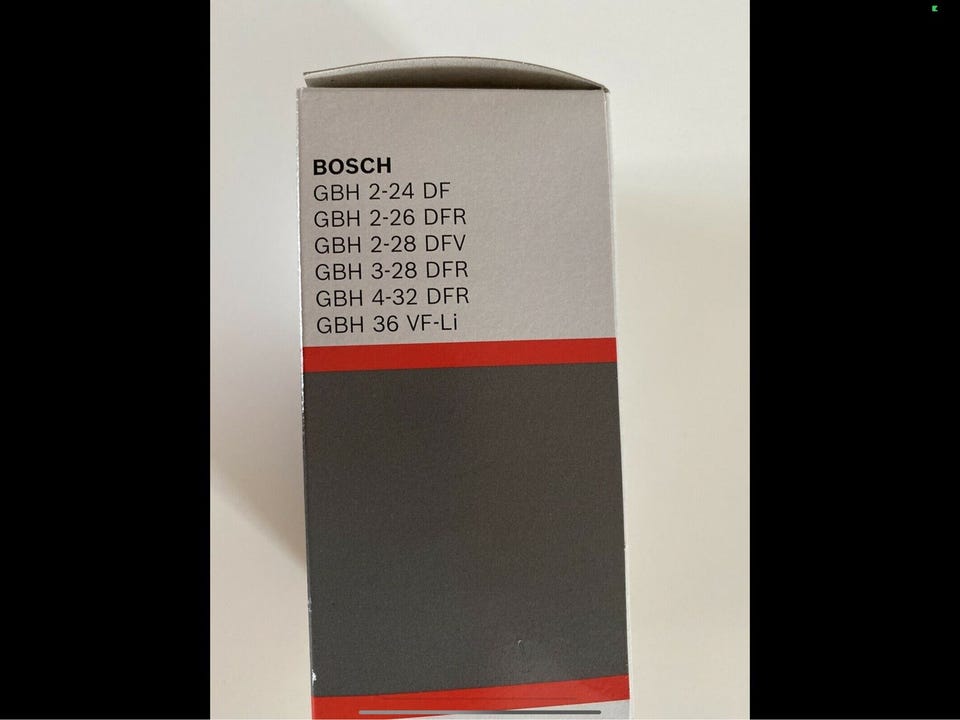 BOSCH
GBH 2-24 DF
GBH 2-26 DFR
GBH 2-28 DFV
GBH 3-28 DFR
GBH 4-32 DFR
GBH 36 VF-Li